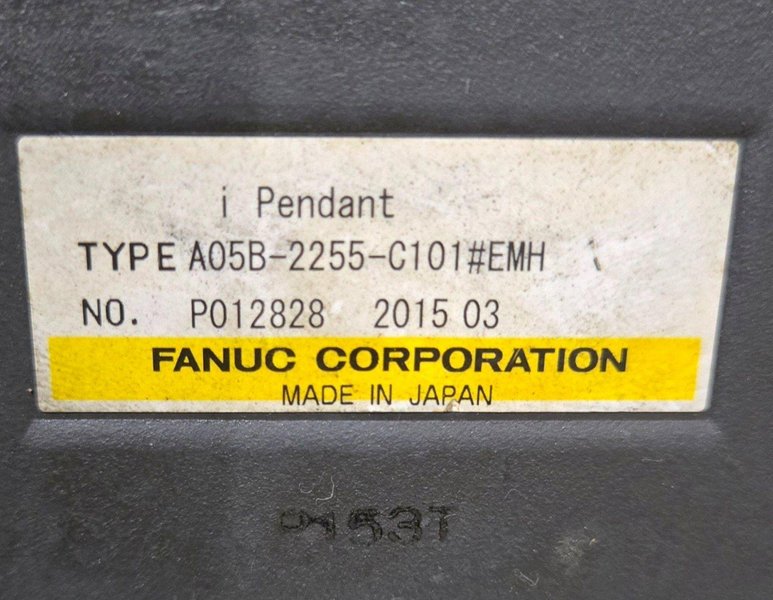 i Pendant
TYPE A05B-2255-C101#EMH
NO. P012828 2015 03
FANUC CORPORATION
MADE IN JAPAN